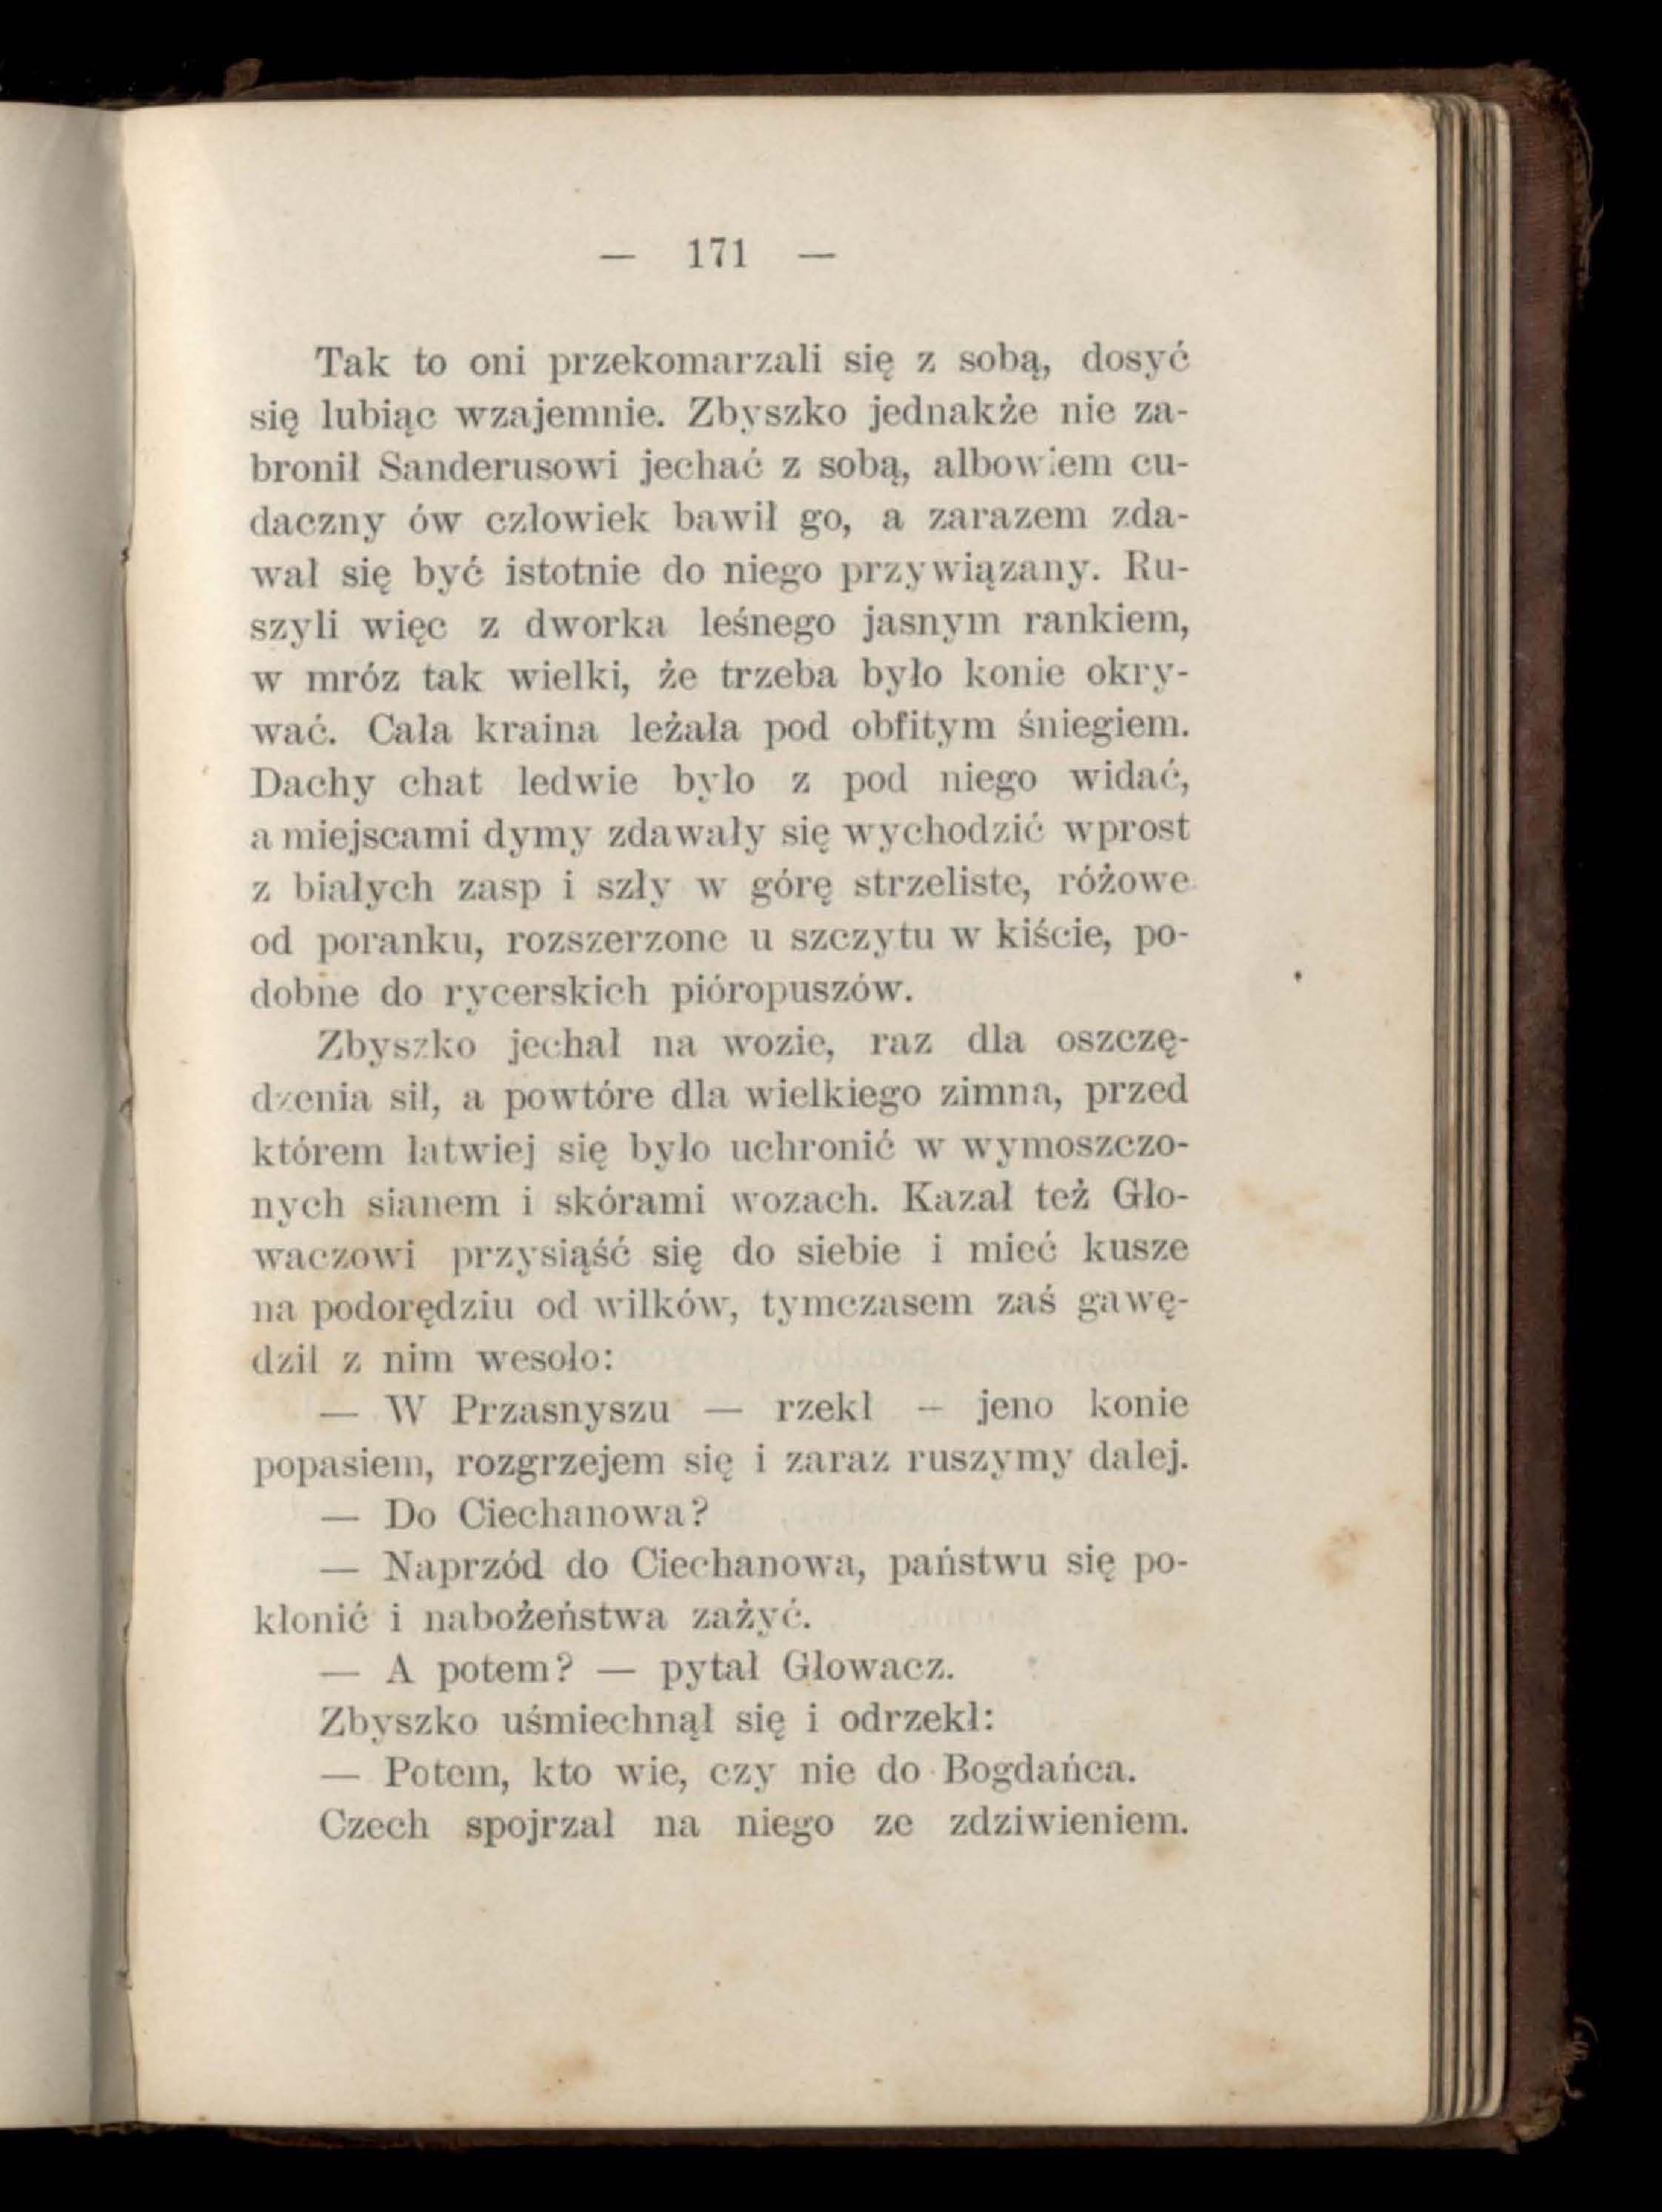 — 171 —
Tak to oni przekomarzali się z sobą, dosyć
się lubiąc wzajemnie. Zbyszko jednakże nie za-
bronił Sanderusowi jechać z sobą, albowiem cu-
daczny ów człowiek bawił go, a zarazem zda-
wał się być istotnie do niego przywiązany. Ru-
szyli więc z dworka leśnego jasnym rankiem,
w mróz tak wielki, że trzeba było konie okry-
wać. Cała kraina leżała pod obfitym śniegiem.
Dachy chat ledwie było z pod niego widać,
a miejscami dymy zdawały się wychodzić wprost
z białych zasp i szły w górę strzeliste, różowe
od poranku, rozszerzone u szczytu w kiście, po-
dobne do rycerskich pióropuszów.
Zbyszko jechał na wozie, raz dla oszczę-
dzenia sił, a powtóre dla wielkiego zimna, przed
którem łatwiej się było uchronić w wymoszczo-
nych sianem i skórami wozach. Kazał też Gło-
waczowi przysiąść się do siebie i mieć kusze
na podorędziu od wilków, tymczasem zaś gawę-
dził z nim wesoło:
— W Przasnyszu — rzekł – jeno konie
popasiem, rozgrzejem się i zaraz ruszymy dalej.
— Do Ciechanowa?
— Naprzód do Ciechanowa, państwu się po-
kłonić i nabożeństwa zażyć.
— A potem? — pytał Głowacz.
Zbyszko uśmiechnął się i odrzekł:
— Potem, kto wie, czy nie do Bogdańca.
Czech spojrzał na niego ze zdziwieniem.